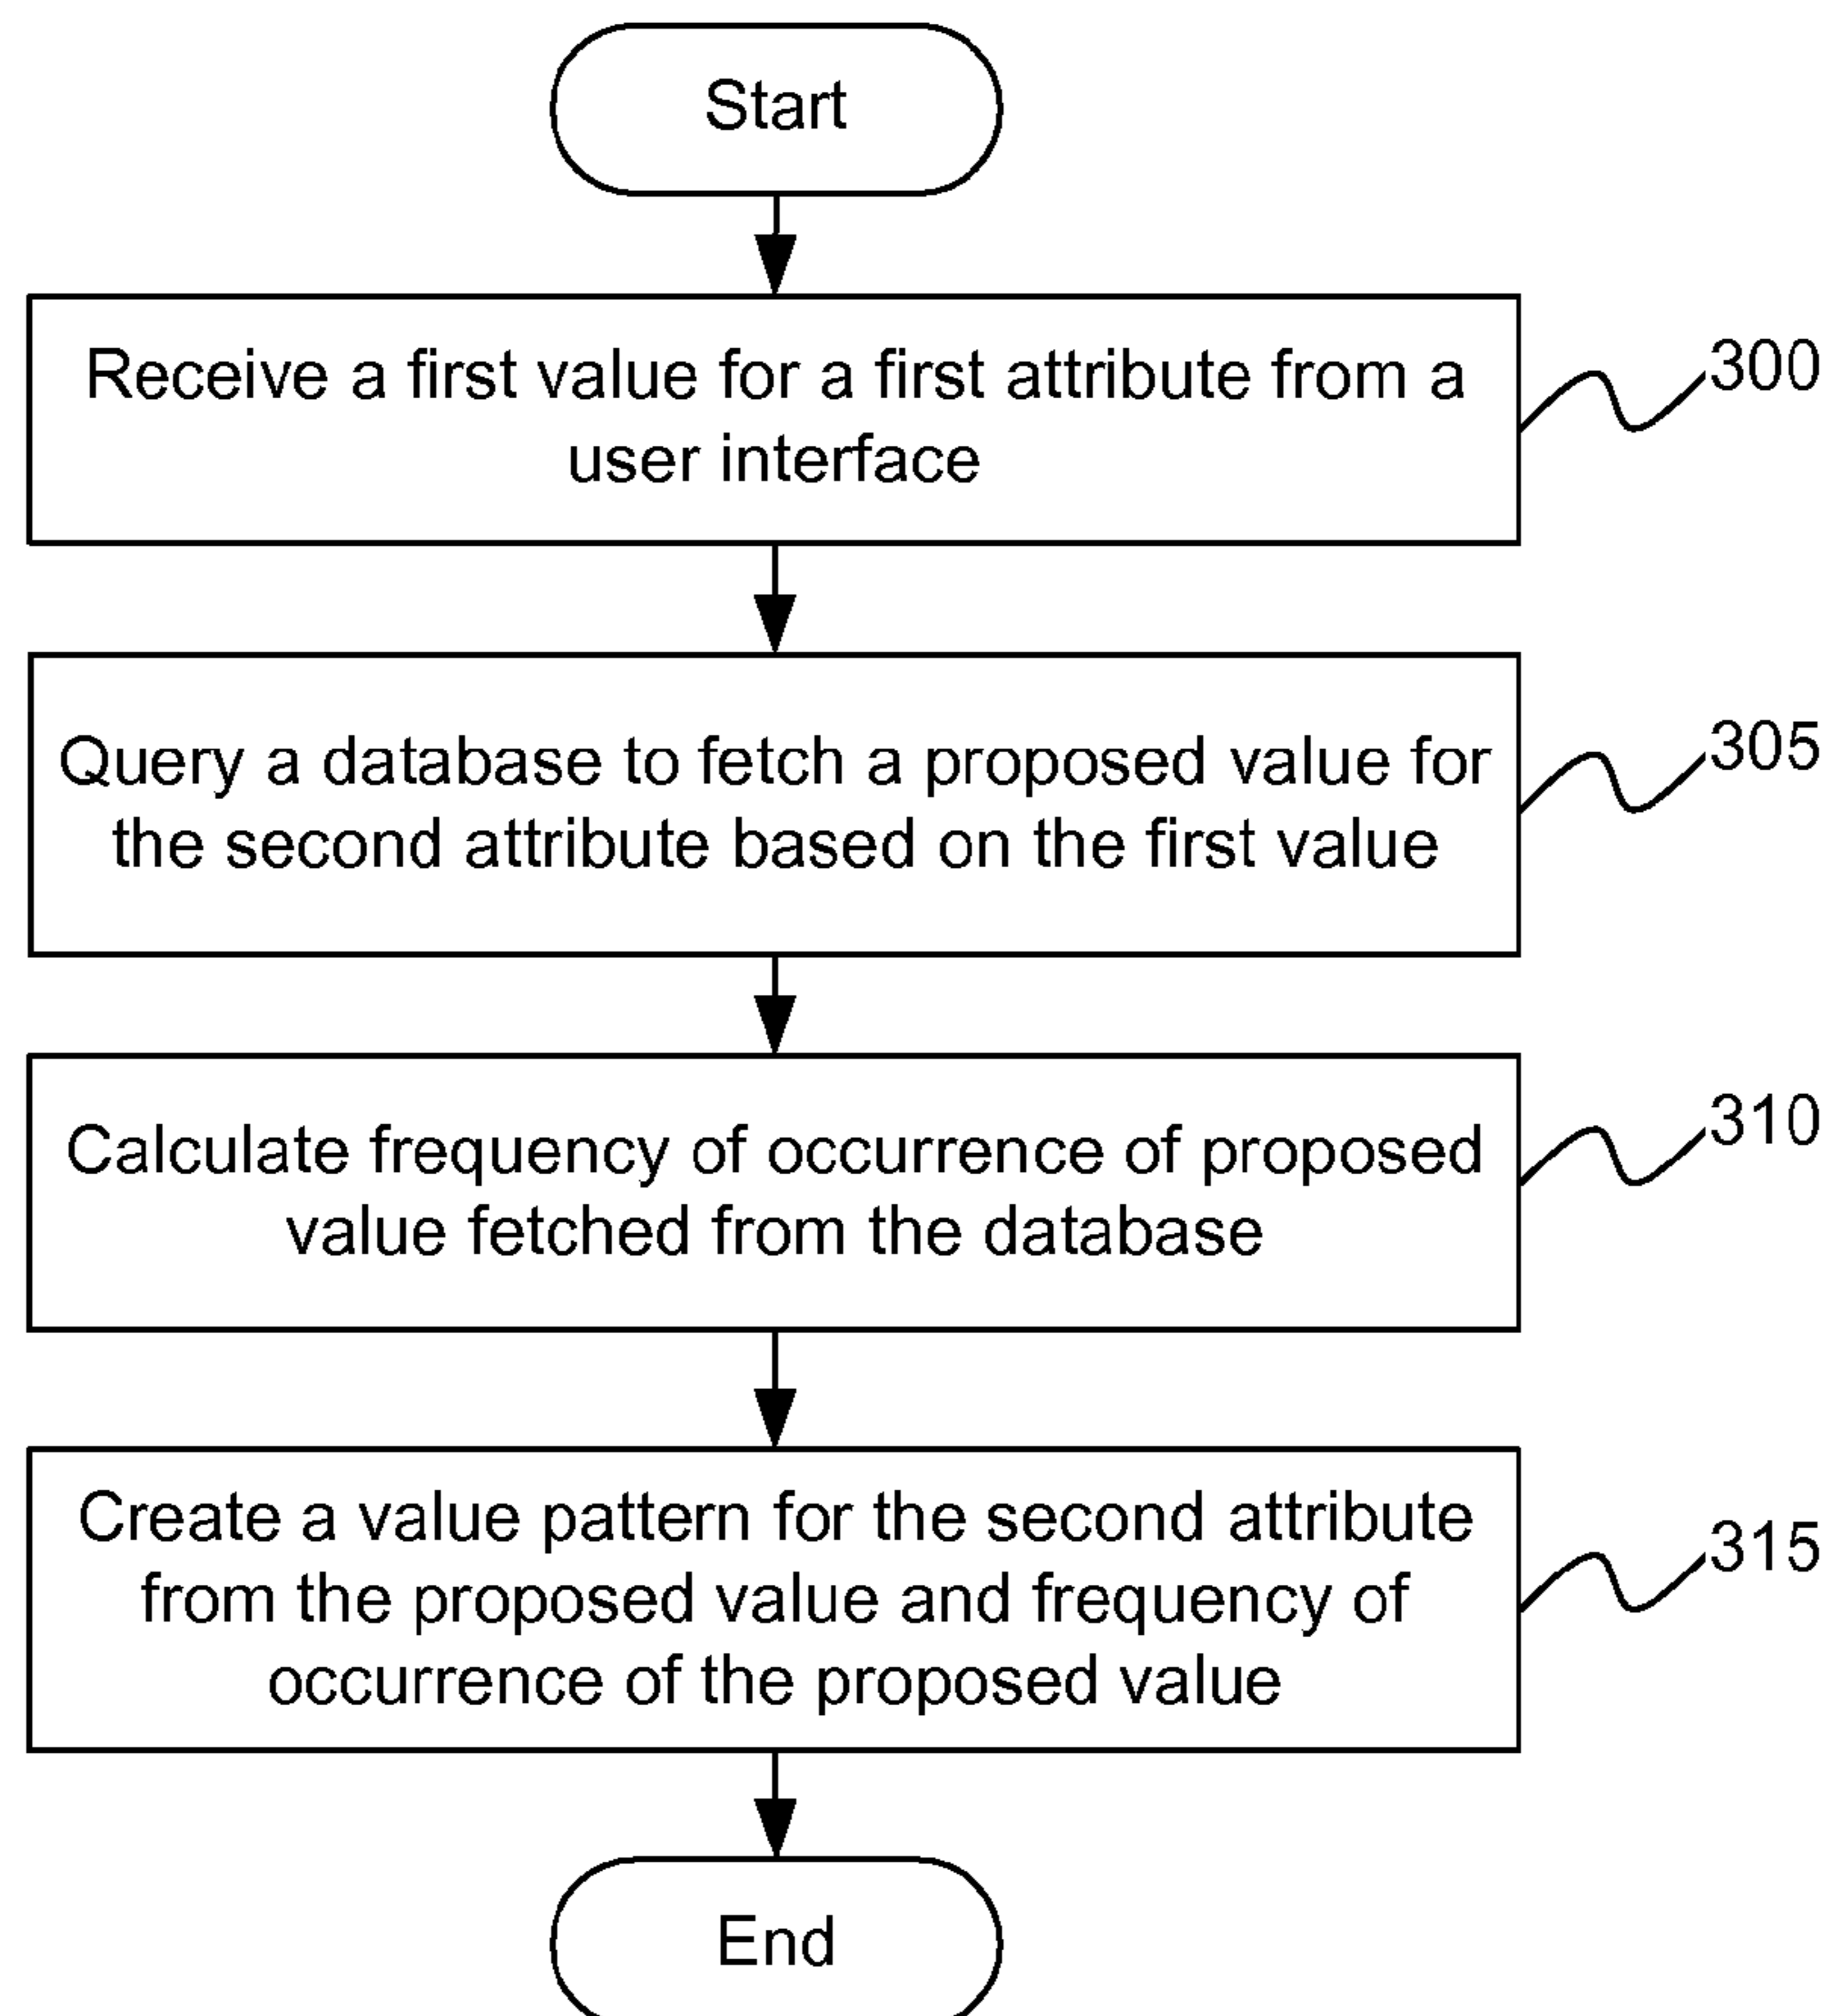 Start
Receive a first value for a first attribute from a
user interface
300
Query a database to fetch a proposed value for
the second attribute based on the first value
305
Calculate frequency of occurrence of proposed
value fetched from the database
310
Create a value pattern for the second attribute
from the proposed value and frequency of
occurrence of the proposed value
315
End